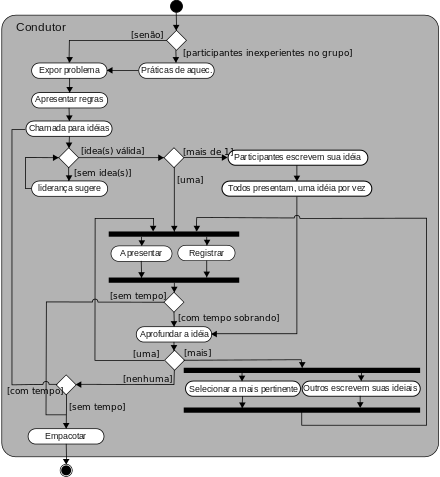 Condutor
[senão]
[participantes inexperientes no grupo]
Expor problema
Práticas de aquec.
Apresentar regras
Chamada para idéias
[idea(s) válida]
[mais de 1]
Participantes escrevem sua idéia
[sem idea(s)]
[uma]
liderança sugere
Todos presentam, uma idéia por vez
Apresentar
Registrar
[sem tempo]
[com tempo sobrando]
Aprofundar a idéia
[uma]
[mais]
[nenhuma]
[com tempo]
Selecionar a mais pertinente
Outros escrevem suas ideiais
[sem tempo]
Empacotar